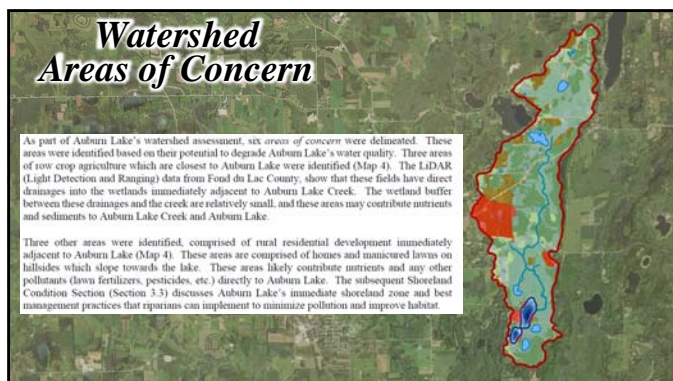 Watershed
Areas of Concern
As part of Auburn Lake's watershed assessment, six areas of concern were delineated. These
areas were identified based on their potential to degrade Auburn Lake's water quality. Three areas
of row crop agriculture which are closest to Auburn Lake were identified (Map 4). The LiDAR
(Light Detection and Ranging) data from Fond du Lac County, show that these fields have direct
drainages into the wetlands immediately adjacent to Auburn Lake Creek. The wetland buffer
between these drainages and the creek are relatively small, and these areas may contribute nutrients
and sediments to Auburn Lake Creek and Auburn Lake.
Three other areas were identified, comprised of rural residential development immediately
adjacent to Auburn Lake (Map 4). These areas are comprised of homes and manicured lawns on
hillsides which slope towards the lake. These areas likely contribute nutrients and any other
pollutants (lawn fertilizers, pesticides, etc.) directly to Auburn Lake. The subsequent Shoreland
Condition Section (Section 3.3) discusses Auburn Lake's immediate shoreland zone and best
management practices that riparians can implement to minimize pollution and improve habitat.